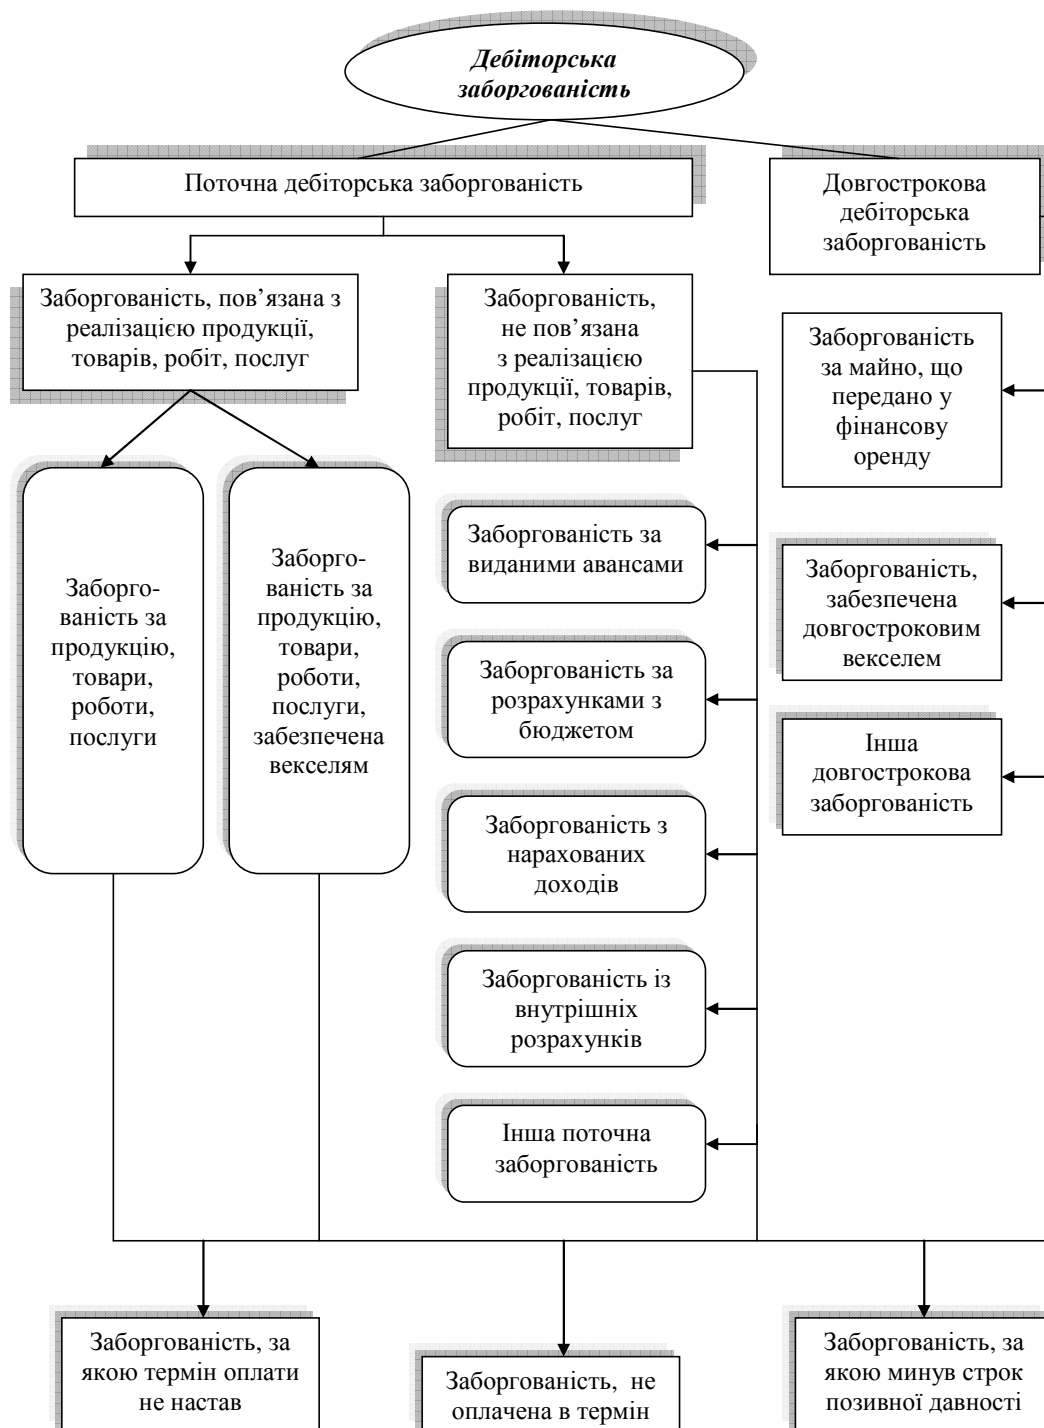 Дебіторська
заборгованість
Поточна дебіторська заборгованість
Довгострокова
дебіторська
заборгованість
Заборгованість, пов’язана з
реалізацією продукції,
товарів, робіт, послуг
Заборгованість,
не пов’язана
з реалізацією
продукції, товарів,
робіт, послуг
Заборгованість
за майно, що
передано у
фінансову
оренду
Заборго-
ваність за
продукцію,
товари,
роботи,
послуги
Заборго-
ваність за
продукцію,
товари,
роботи,
послуги,
забезпечена
векселям
Заборгованість за
виданими авансами
Заборгованість,
забезпечена
довгостроковим
векселем
Заборгованість за
розрахунками з
бюджетом
Інша
довгострокова
заборгованість
Заборгованість з
нарахованих
доходів
Заборгованість із
внутрішніх
розрахунків
Інша поточна
заборгованість
Заборгованість, за
якою термін оплати
не настав
Заборгованість, не
оплачена в термін
Заборгованість, за
якою минув строк
позивної давності